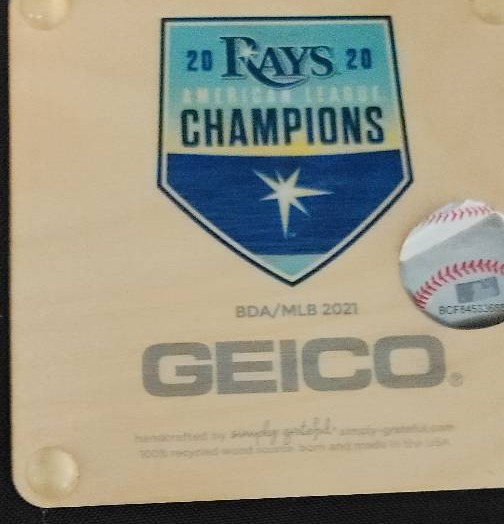 20 RAYS 20
AMERICAN LEAGUE
CHAMPIONS
BDA/MLB 2021
GEICO®
handcrafted by simply grateful® simply-grateful.com
100% recycled wood source born and made in the USA